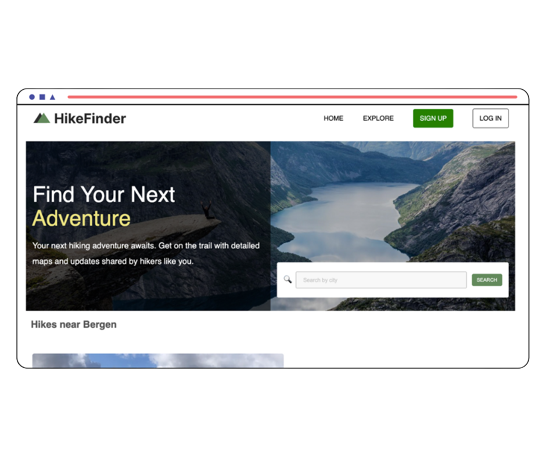 HikeFinder
HOME
EXPLORE
SIGN UP
LOG IN
Find Your Next
Adventure
Your next hiking adventure awaits. Get on the trail with detailed
maps and updates shared by hikers like you.
Search by city
SEARCH
Hikes near Bergen